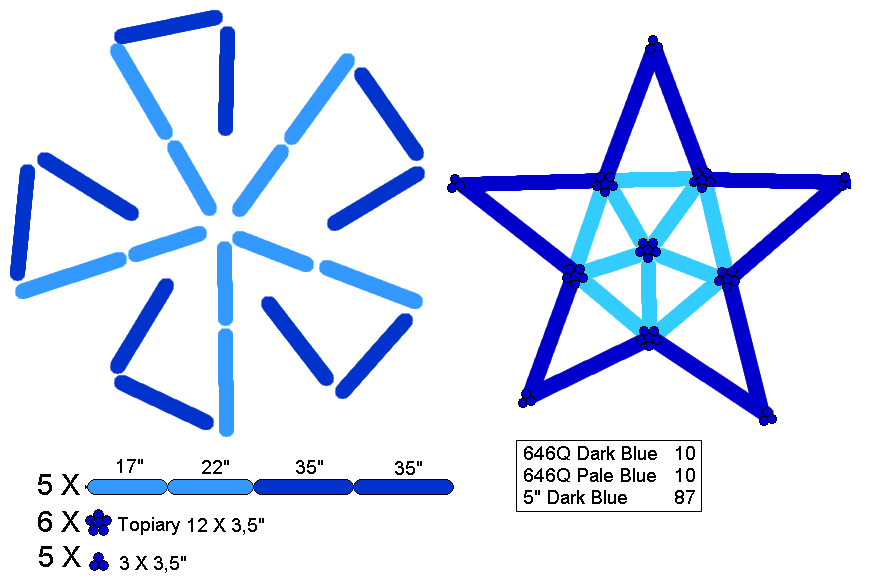 17" 22" 35" 35"
5 X
6 X Topiary 12 X 3,5"
5 X 3 X 3,5"
646Q Dark Blue 10
646Q Pale Blue 10
5" Dark Blue 87